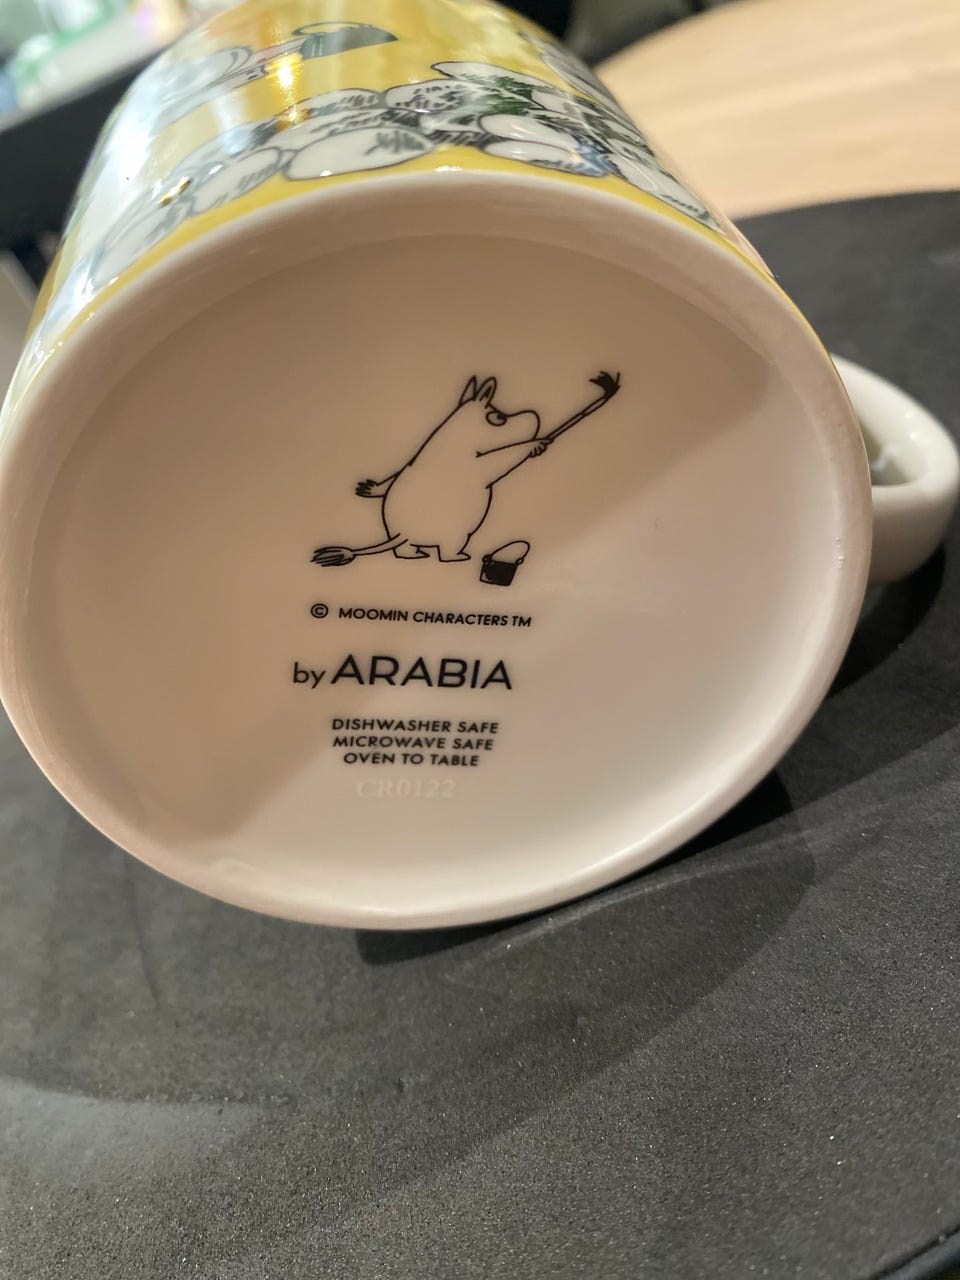 © MOOMIN CHARACTERS TM
by ARABIA
DISHWASHER SAFE
MICROWAVE SAFE
OVEN TO TABLE
CR0122